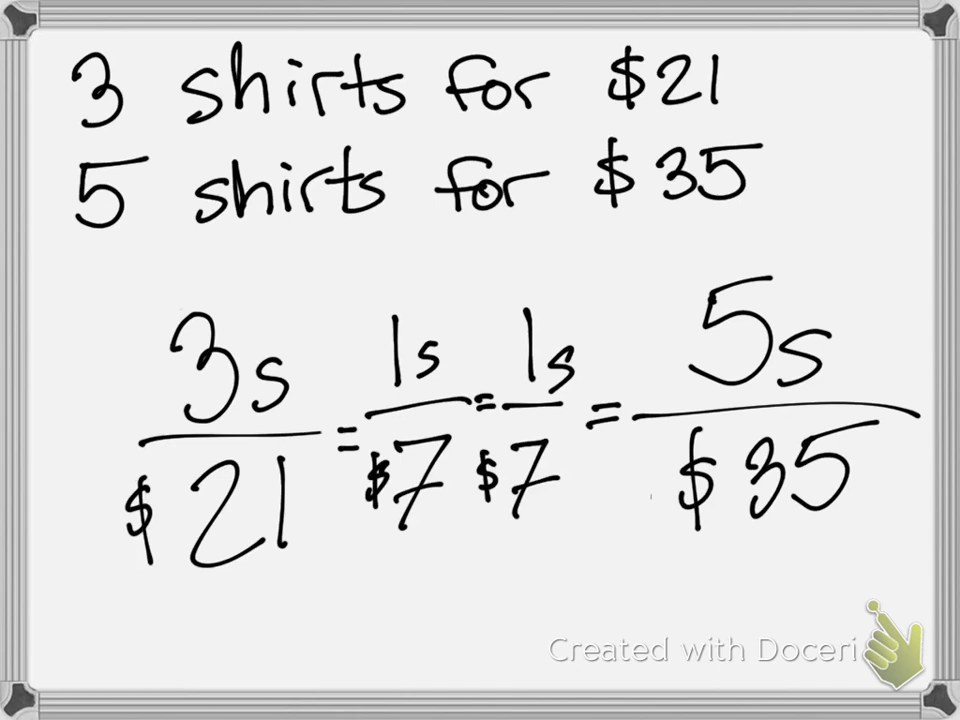 3 shirts for $21
5 shirts for $35
3s/$21 = 1s/$7 = 1s/$7 = 5s/$35
Created with Doceri